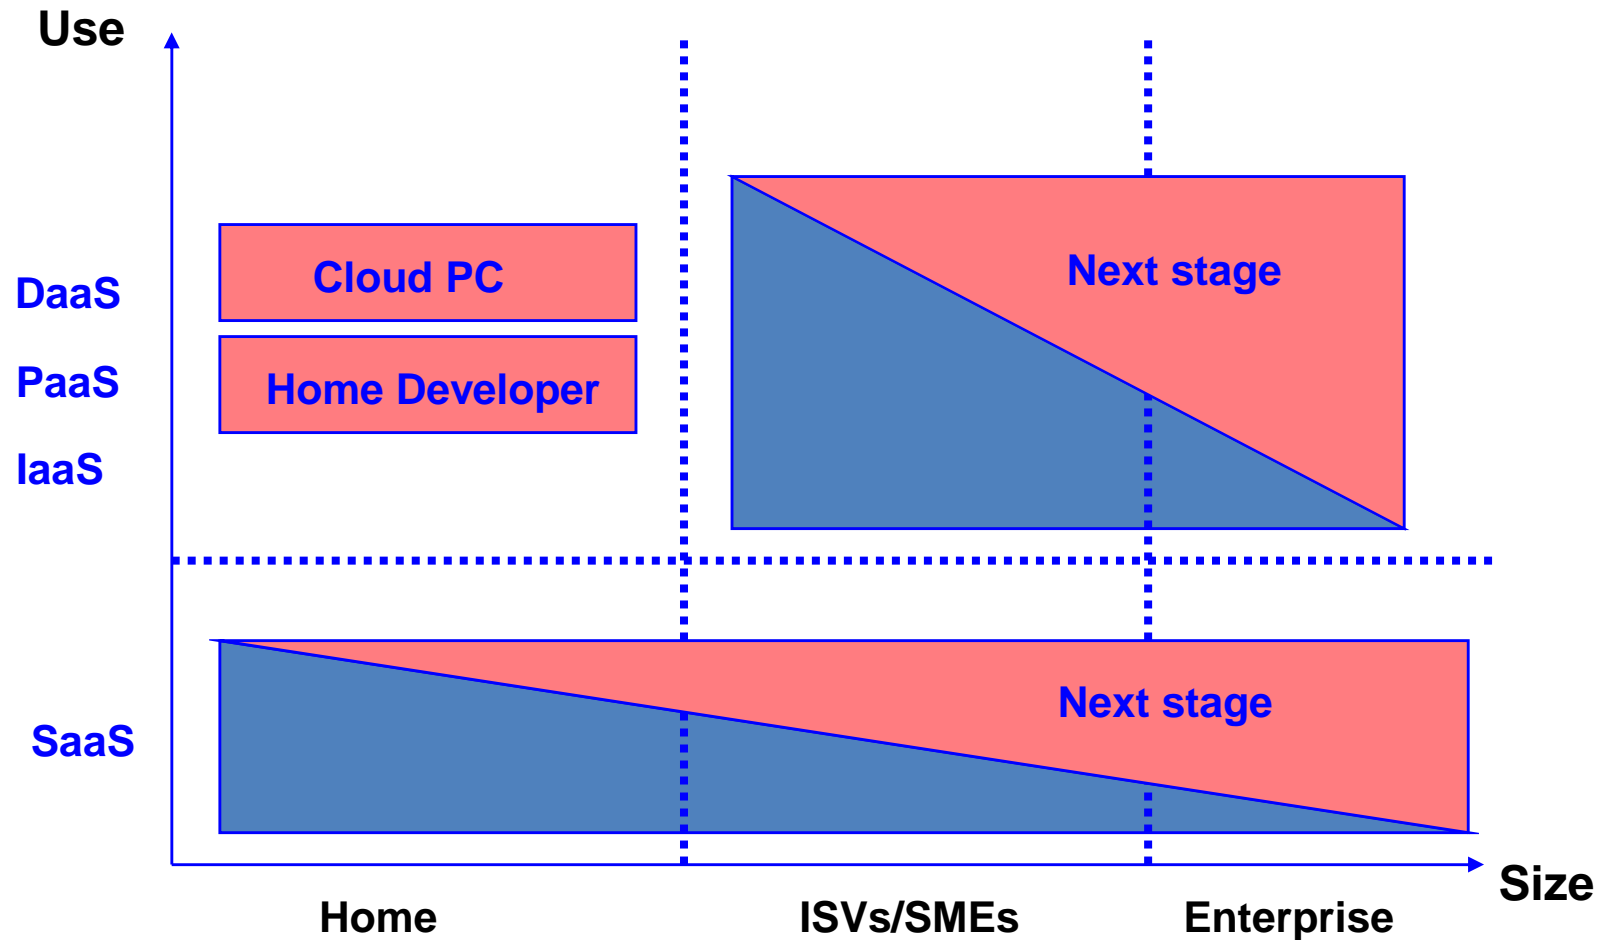 Use
Cloud PC
Next stage
DaaS
PaaS
Home Developer
IaaS
Next stage
SaaS
Size
Home
ISVs/SMEs
Enterprise